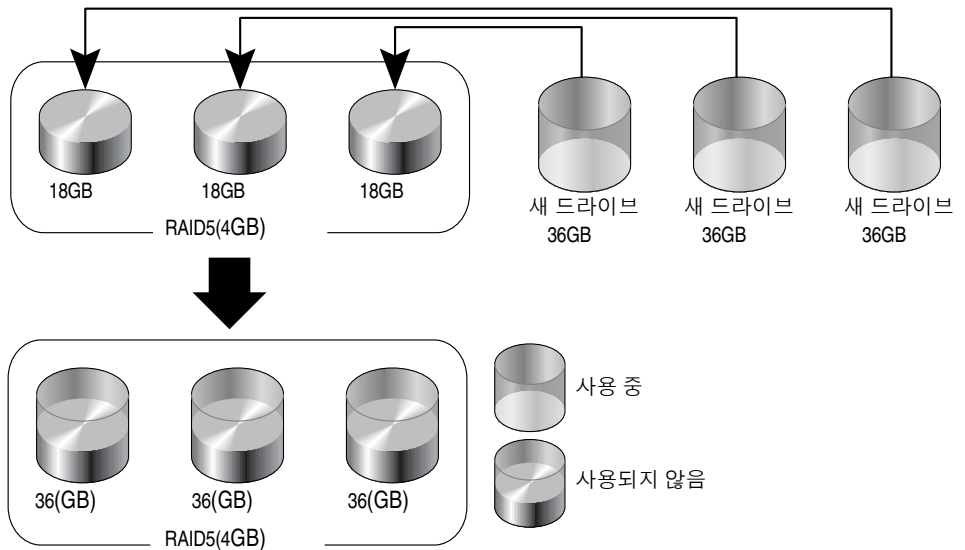 18GB
18GB
18GB
RAID5(4GB)
새 드라이브
36GB
새 드라이브
36GB
새 드라이브
36GB
36(GB)
36(GB)
36(GB)
RAID5(4GB)
사용 중
사용되지 않음